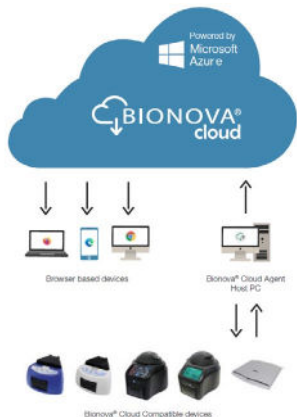 Powered by
Microsoft
Azure
BIONOVA®
cloud
Browser based devices
Bionova® Cloud Agent
Host PC
Bionova® Cloud Compatible devices